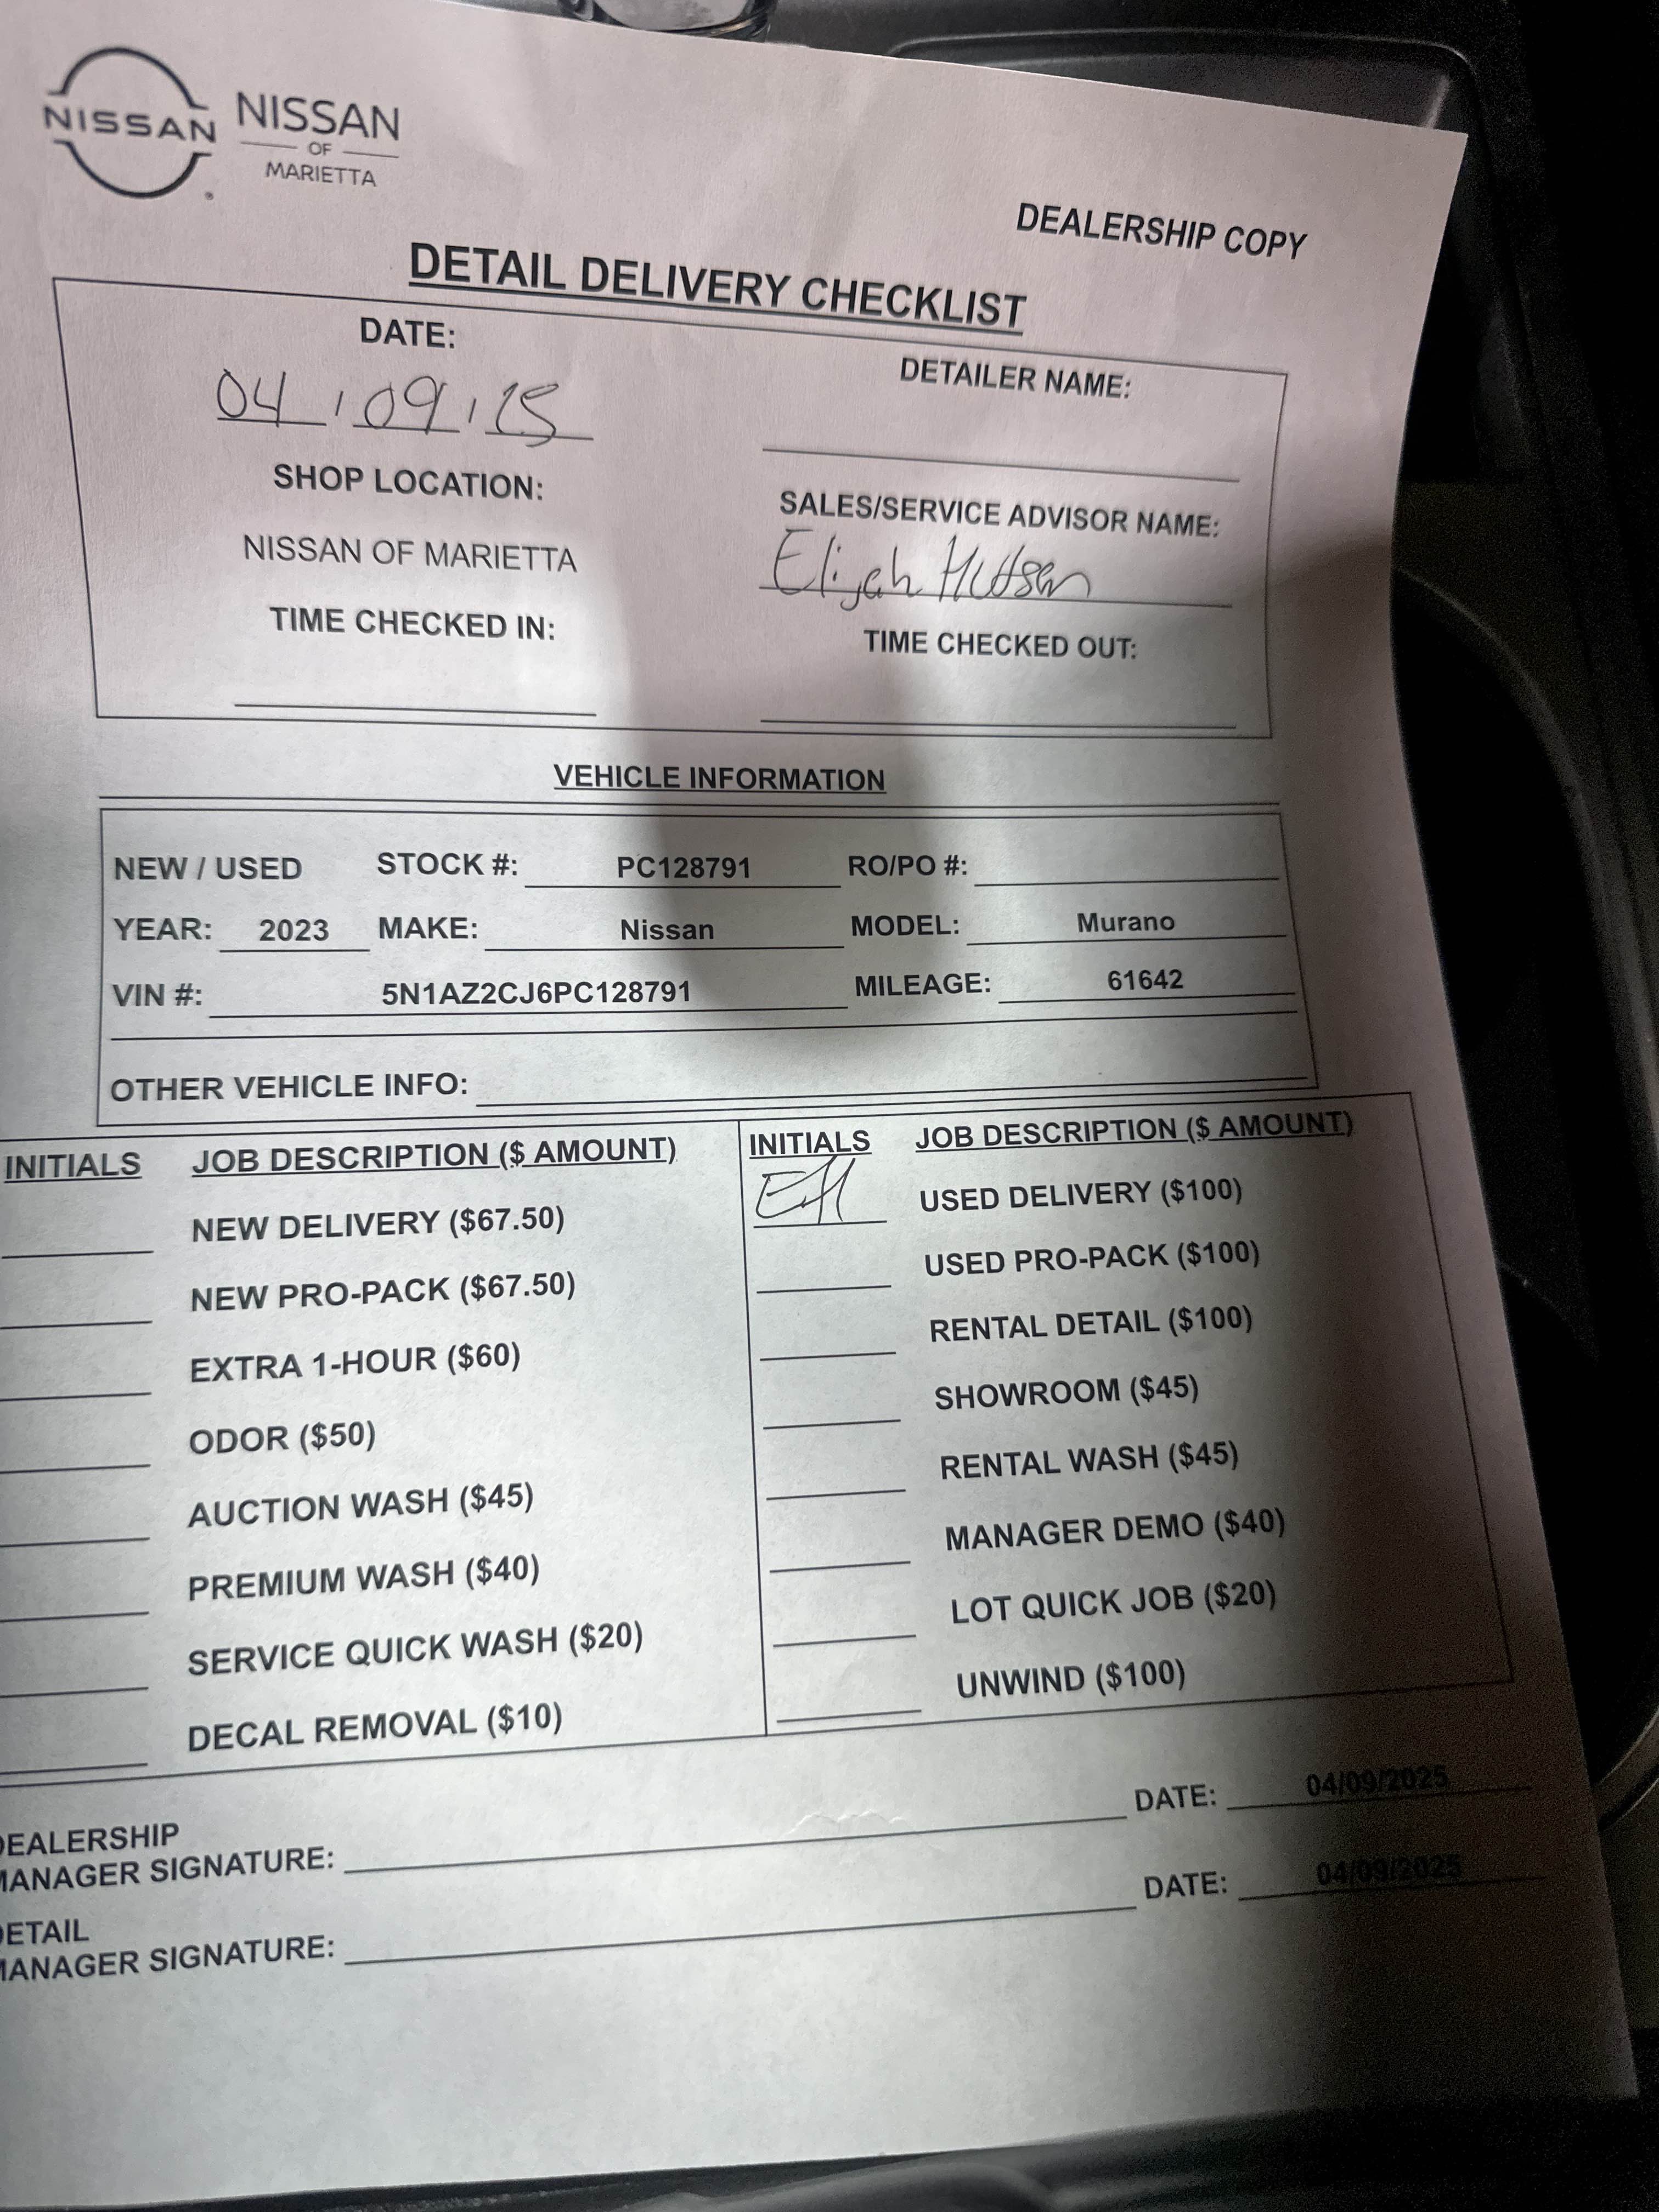 NISSAN
NISSAN
OF
MARIETTA
DEALERSHIP COPY
DETAIL DELIVERY CHECKLIST
DATE:
04/09/25
DETAILER NAME:
SHOP LOCATION:
NISSAN OF MARIETTA
SALES/SERVICE ADVISOR NAME:
Elijah
TIME CHECKED IN:
TIME CHECKED OUT:
VEHICLE INFORMATION
NEW / USED STOCK #: PC128791 RO/PO #:
YEAR: 2023 MAKE: Nissan MODEL: Murano
VIN #: 5N1AZ2CJ6PC128791 MILEAGE: 61642
OTHER VEHICLE INFO:
INITIALS JOB DESCRIPTION ($ AMOUNT)
NEW DELIVERY ($67.50)
NEW PRO-PACK ($67.50)
EXTRA 1-HOUR ($60)
ODOR ($50)
AUCTION WASH ($45)
PREMIUM WASH ($40)
SERVICE QUICK WASH ($20)
DECAL REMOVAL ($10)
INITIALS JOB DESCRIPTION ($ AMOUNT)
EH USED DELIVERY ($100)
USED PRO-PACK ($100)
RENTAL DETAIL ($100)
SHOWROOM ($45)
RENTAL WASH ($45)
MANAGER DEMO ($40)
LOT QUICK JOB ($20)
UNWIND ($100)
DEALERSHIP
MANAGER SIGNATURE: DATE: 04/09/2025
DETAIL
MANAGER SIGNATURE: DATE: 04/09/2025